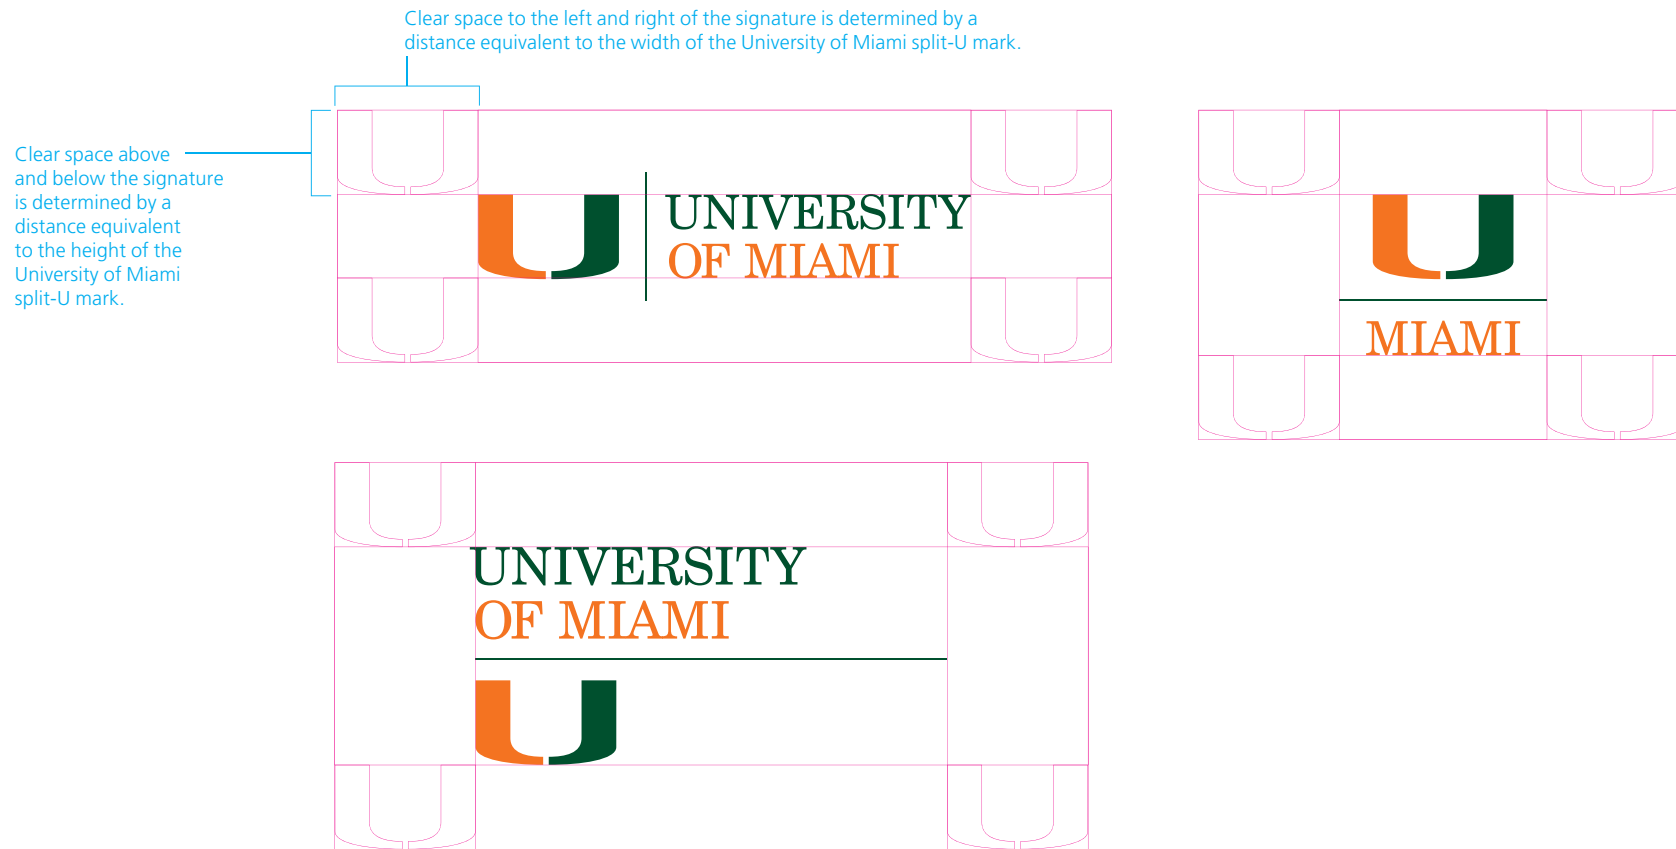 Clear space to the left and right of the signature is determined by a
distance equivalent to the width of the University of Miami split-U mark.
Clear space above
and below the signature
is determined by a
distance equivalent
to the height of the
University of Miami
split-U mark.
U
UNIVERSITY
OF MIAMI
U
MIAMI
UNIVERSITY
OF MIAMI
U